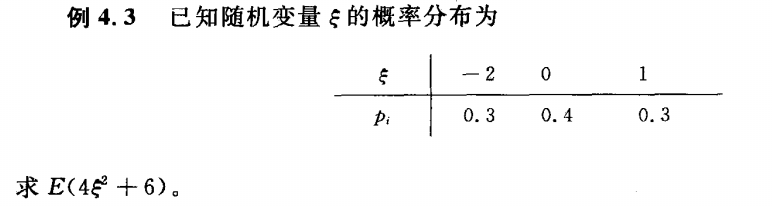 例 4.3 已知随机变量 ξ 的概率分布为
ξ −2 0 1
pᵢ 0.3 0.4 0.3
求 E(4ξ² + 6)。